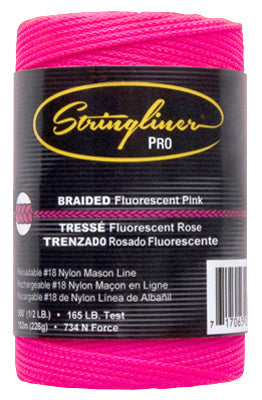 Stringliner
PRO
BRAIDED Fluorescent Pink
TRESSÉ Fluorescent Rose
TRENZADO Rosado Fluorescente
Reloadable #18 Nylon Mason Line
Rechargeable #18 Nylon Maçon en Ligne
Recargable #18 de Nylon Línea de Albañil
500' (1/2 LB.) • 165 LB. Test
152m (226g) • 734 N Force
7 17065